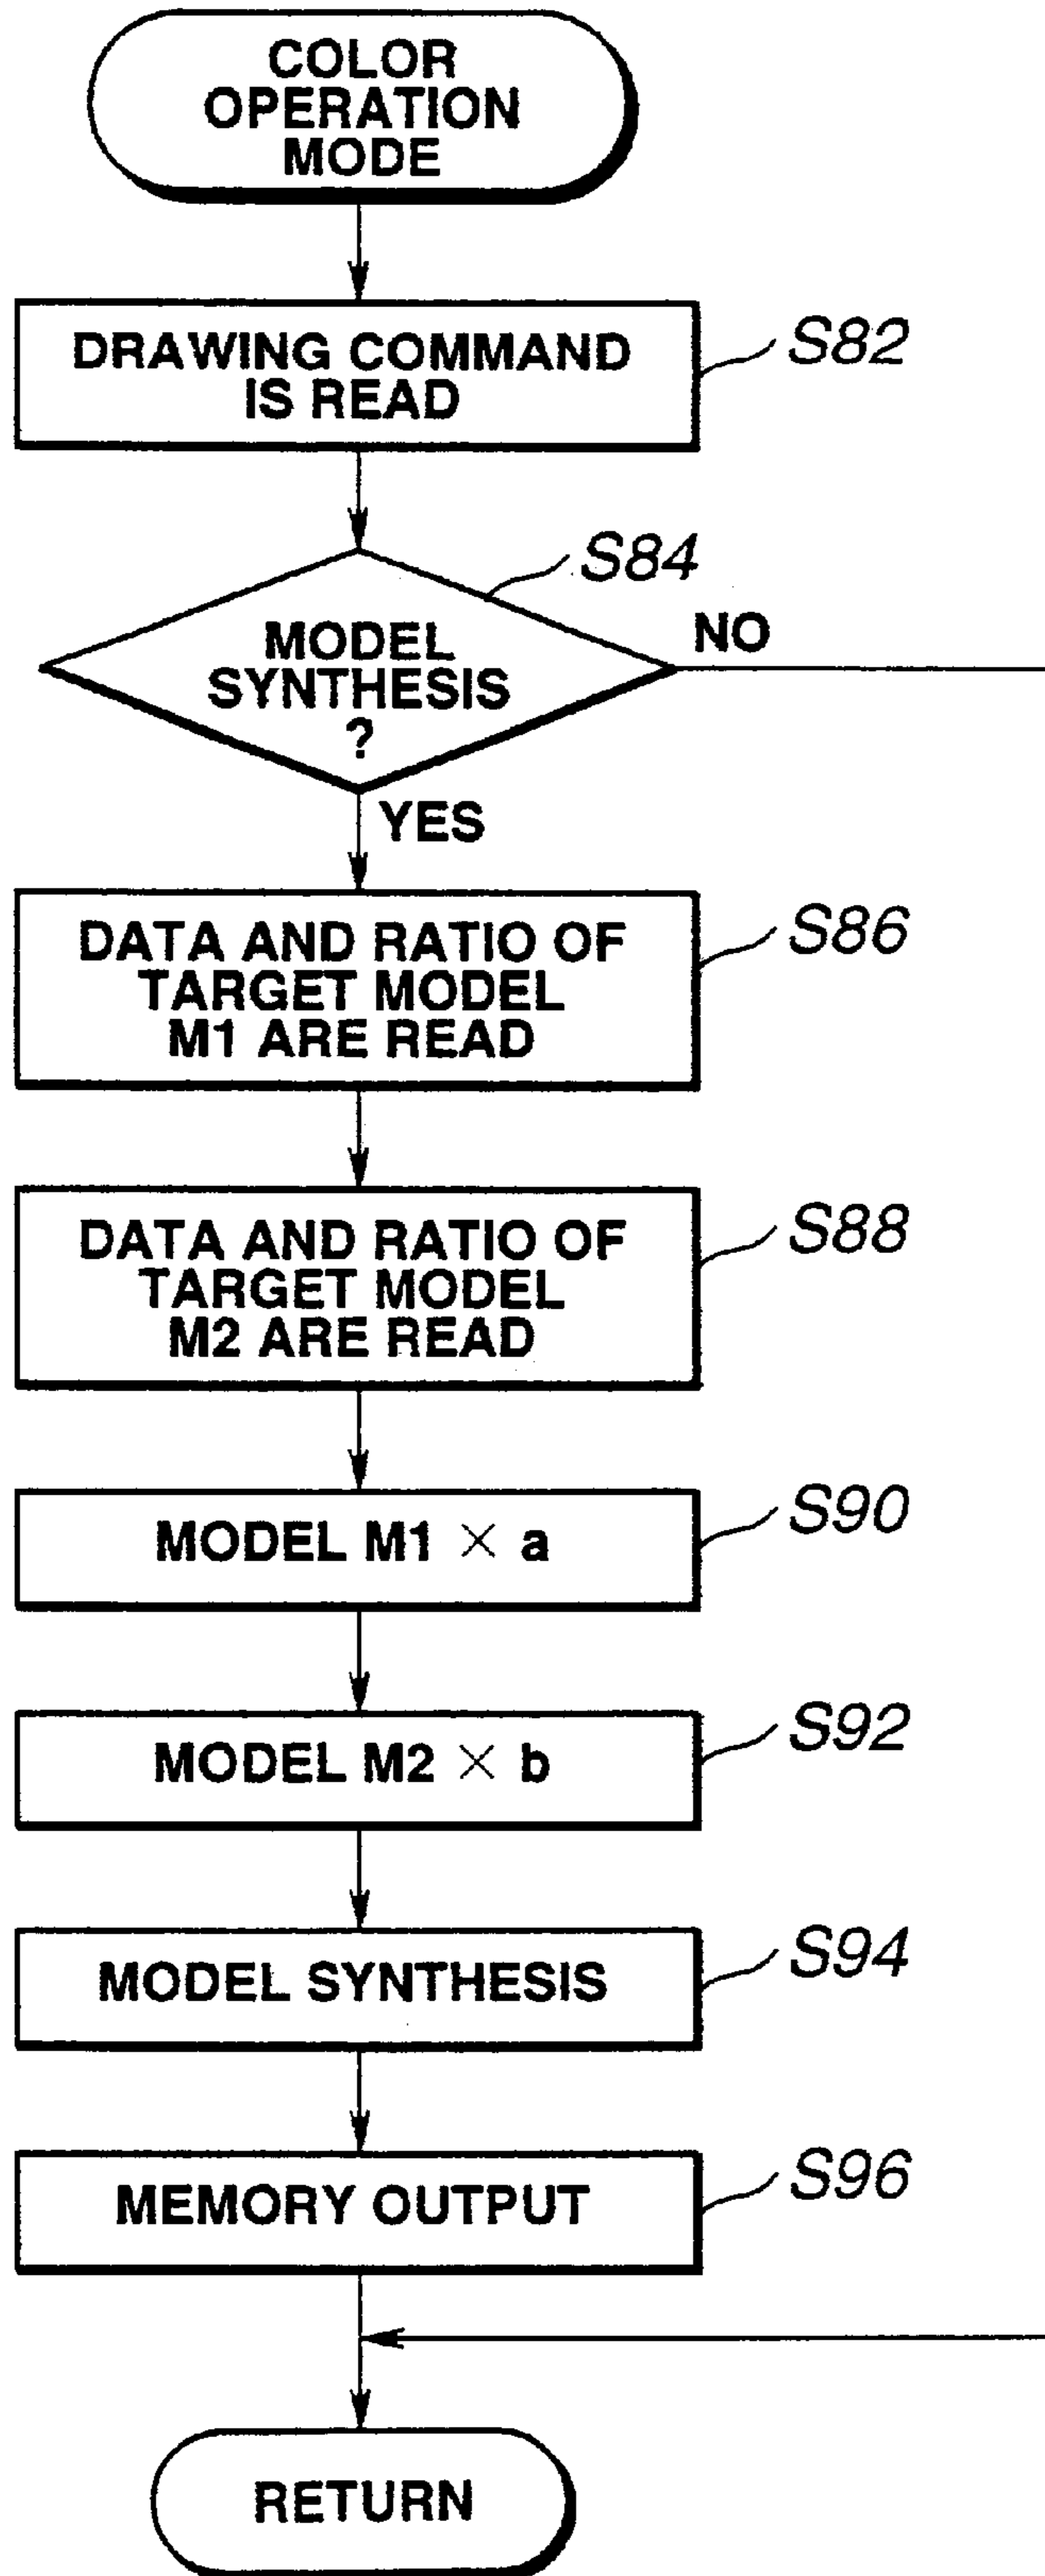 COLOR
OPERATION
MODE
DRAWING COMMAND
IS READ
S82
S84
MODEL
SYNTHESIS
?
NO
YES
DATA AND RATIO OF
TARGET MODEL
M1 ARE READ
S86
DATA AND RATIO OF
TARGET MODEL
M2 ARE READ
S88
MODEL M1 × a
S90
MODEL M2 × b
S92
MODEL SYNTHESIS
S94
MEMORY OUTPUT
S96
RETURN